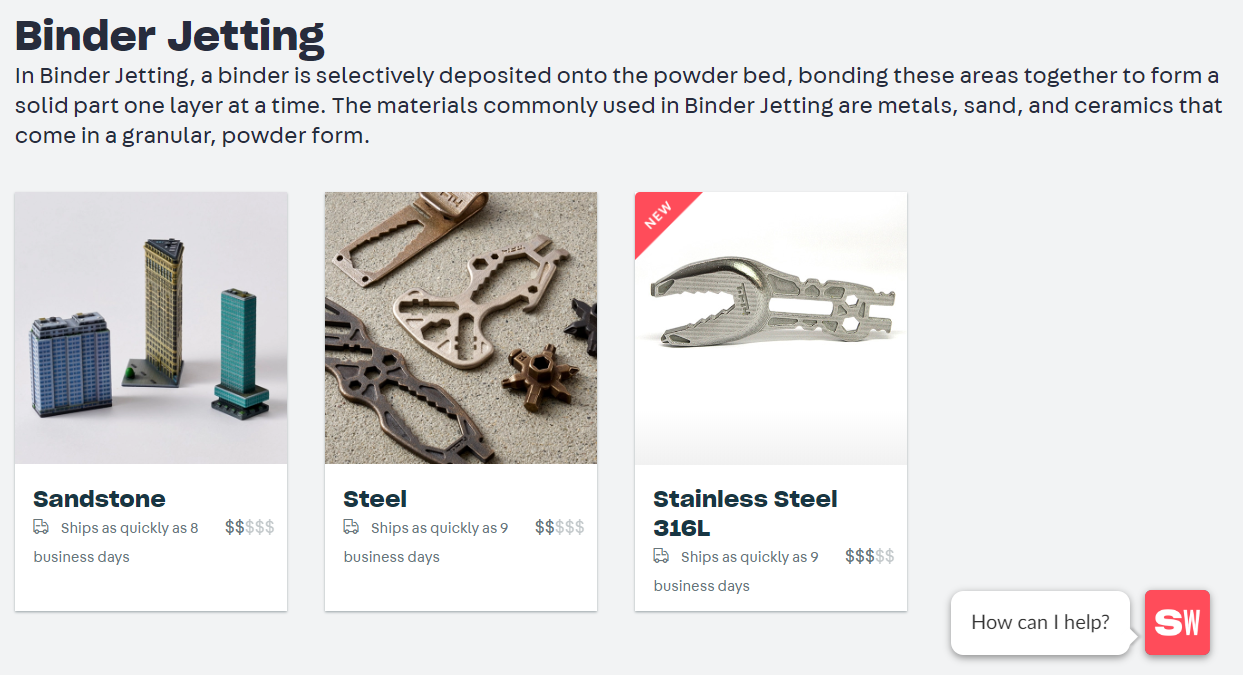 Binder Jetting
In Binder Jetting, a binder is selectively deposited onto the powder bed, bonding these areas together to form a
solid part one layer at a time. The materials commonly used in Binder Jetting are metals, sand, and ceramics that
come in a granular, powder form.
NEW
Sandstone
Ships as quickly as 8 $$$$$
business days
Steel
Ships as quickly as 9 $$$$$
business days
Stainless Steel
316L
Ships as quickly as 9 $$$$$
business days
How can I help?
SW